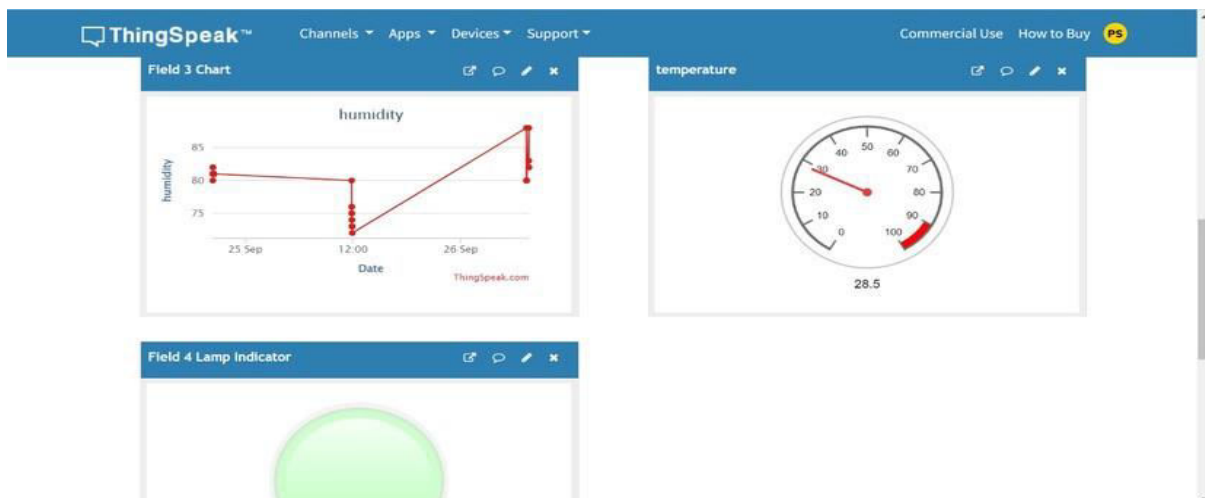 ThingSpeak™ Channels Apps Devices Support Commercial Use How to Buy PS
Field 3 Chart
humidity
humidity
85
80
75
25 Sep 12:00 26 Sep
Date
ThingSpeak.com
temperature
0
10
20
30
40
50
60
70
80
90
100
28.5
Field 4 Lamp Indicator